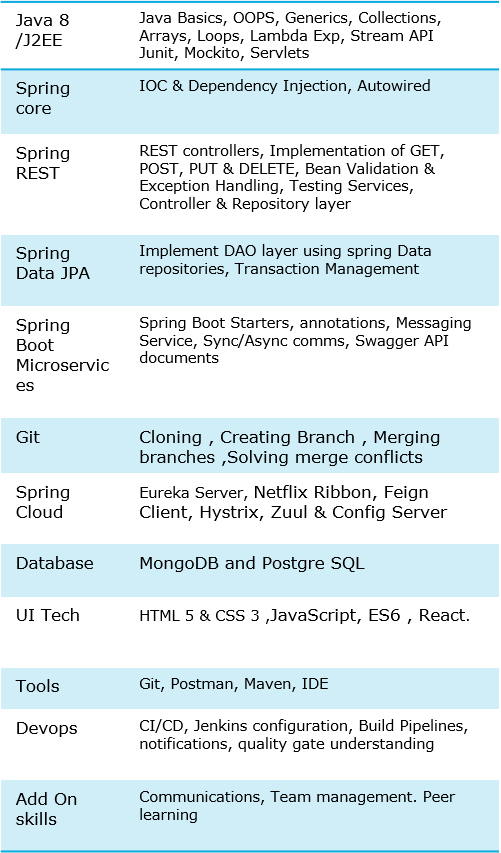 Java 8
/J2EE
Java Basics, OOPS, Generics, Collections,
Arrays, Loops, Lambda Exp, Stream API
Junit, Mockito, Servlets
Spring
core
IOC & Dependency Injection, Autowired
Spring
REST
REST controllers, Implementation of GET,
POST, PUT & DELETE, Bean Validation &
Exception Handling, Testing Services,
Controller & Repository layer
Spring
Data JPA
Implement DAO layer using spring Data
repositories, Transaction Management
Spring
Boot
Microservic
es
Spring Boot Starters, annotations, Messaging
Service, Sync/Async comms, Swagger API
documents
Git
Cloning , Creating Branch , Merging
branches ,Solving merge conflicts
Spring
Cloud
Eureka Server, Netflix Ribbon, Feign
Client, Hystrix, Zuul & Config Server
Database
MongoDB and Postgre SQL
UI Tech
HTML 5 & CSS 3 ,JavaScript, ES6 , React.
Tools
Git, Postman, Maven, IDE
Devops
CI/CD, Jenkins configuration, Build Pipelines,
notifications, quality gate understanding
Add On
skills
Communications, Team management. Peer
learning